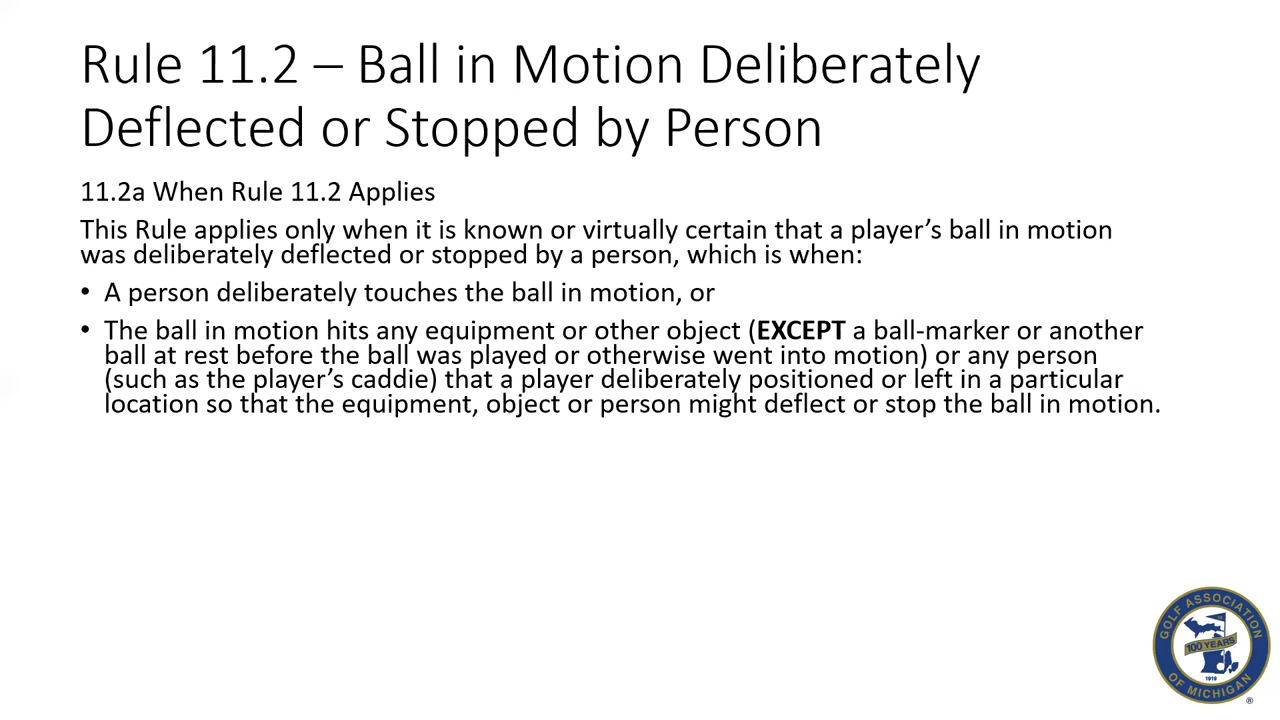 Rule 11.2 – Ball in Motion Deliberately
Deflected or Stopped by Person
11.2a When Rule 11.2 Applies
This Rule applies only when it is known or virtually certain that a player’s ball in motion
was deliberately deflected or stopped by a person, which is when:
• A person deliberately touches the ball in motion, or
• The ball in motion hits any equipment or other object (EXCEPT a ball-marker or another
ball at rest before the ball was played or otherwise went into motion) or any person
(such as the player’s caddie) that a player deliberately positioned or left in a particular
location so that the equipment, object or person might deflect or stop the ball in motion.
GOLF ASSOCIATION
100 YEARS
1919
OF MICHIGAN
®